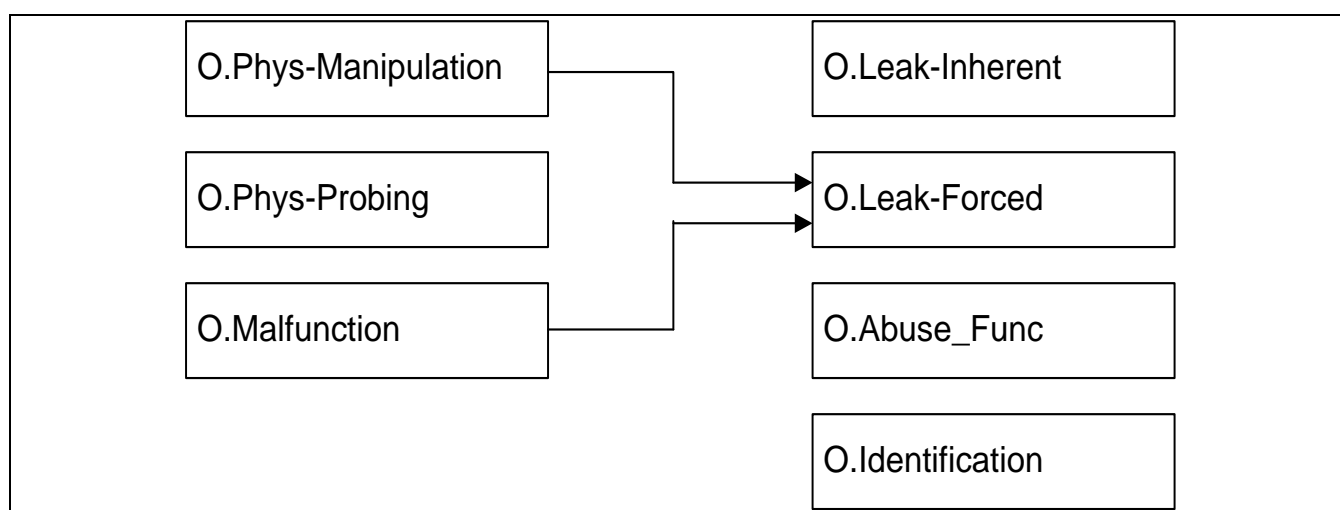 O.Phys-Manipulation
O.Leak-Inherent
O.Phys-Probing
O.Leak-Forced
O.Malfunction
O.Abuse_Func
O.Identification